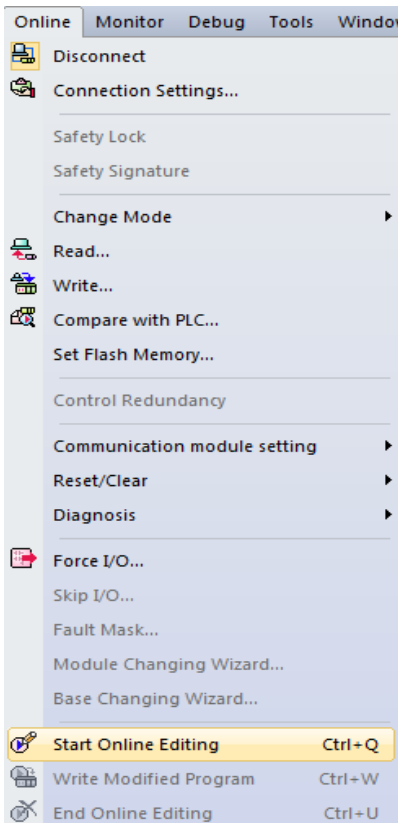 Online Monitor Debug Tools Window
Disconnect
Connection Settings...
Safety Lock
Safety Signature
Change Mode
Read...
Write...
Compare with PLC...
Set Flash Memory...
Control Redundancy
Communication module setting
Reset/Clear
Diagnosis
Force I/O...
Skip I/O...
Fault Mask...
Module Changing Wizard...
Base Changing Wizard...
Start Online Editing Ctrl+Q
Write Modified Program Ctrl+W
End Online Editing Ctrl+U